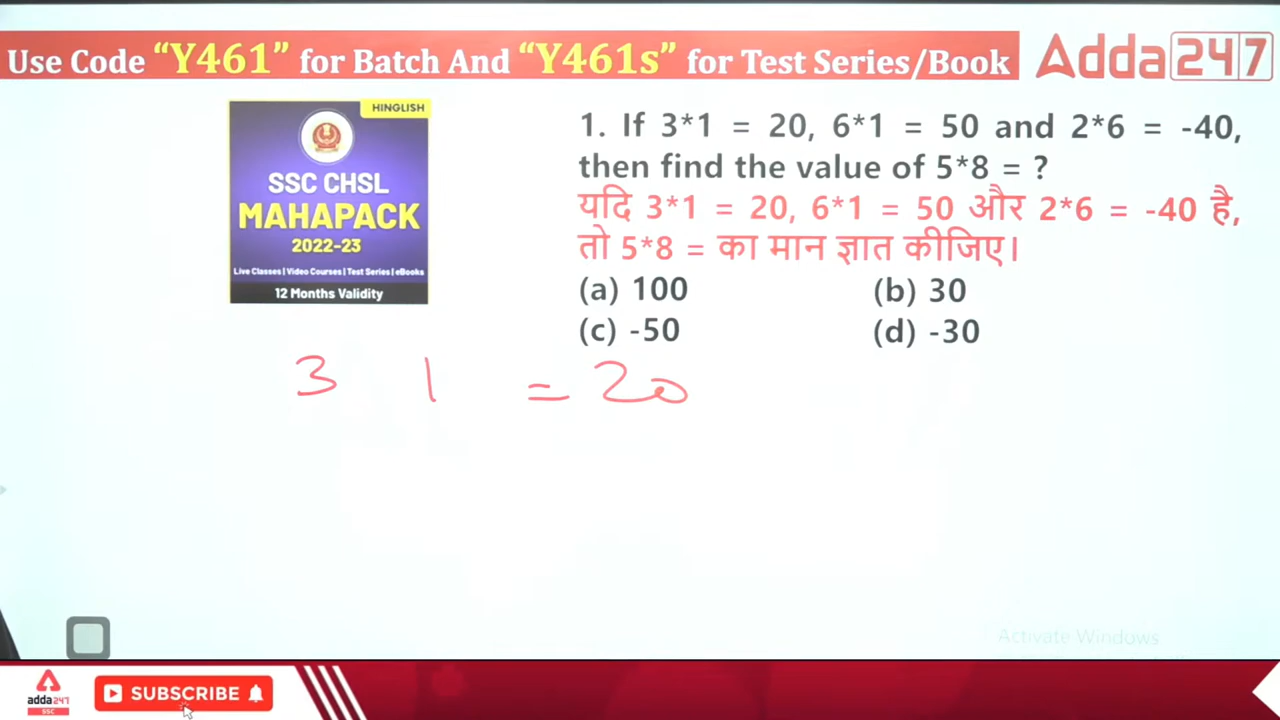 Use Code “Y461” for Batch And “Y461s” for Test Series/Book
Adda247
HINGLISH
SSC CHSL
MAHAPACK
2022-23
Live Classes | Video Courses | Test Series | eBooks
12 Months Validity
1. If 3*1 = 20, 6*1 = 50 and 2*6 = -40,
then find the value of 5*8 = ?
यदि 3*1 = 20, 6*1 = 50 और 2*6 = -40 है,
तो 5*8 = का मान ज्ञात कीजिए।
(a) 100 (b) 30
(c) -50 (d) -30
3 1 = 20
Activate Windows
adda247
SSC
SUBSCRIBE